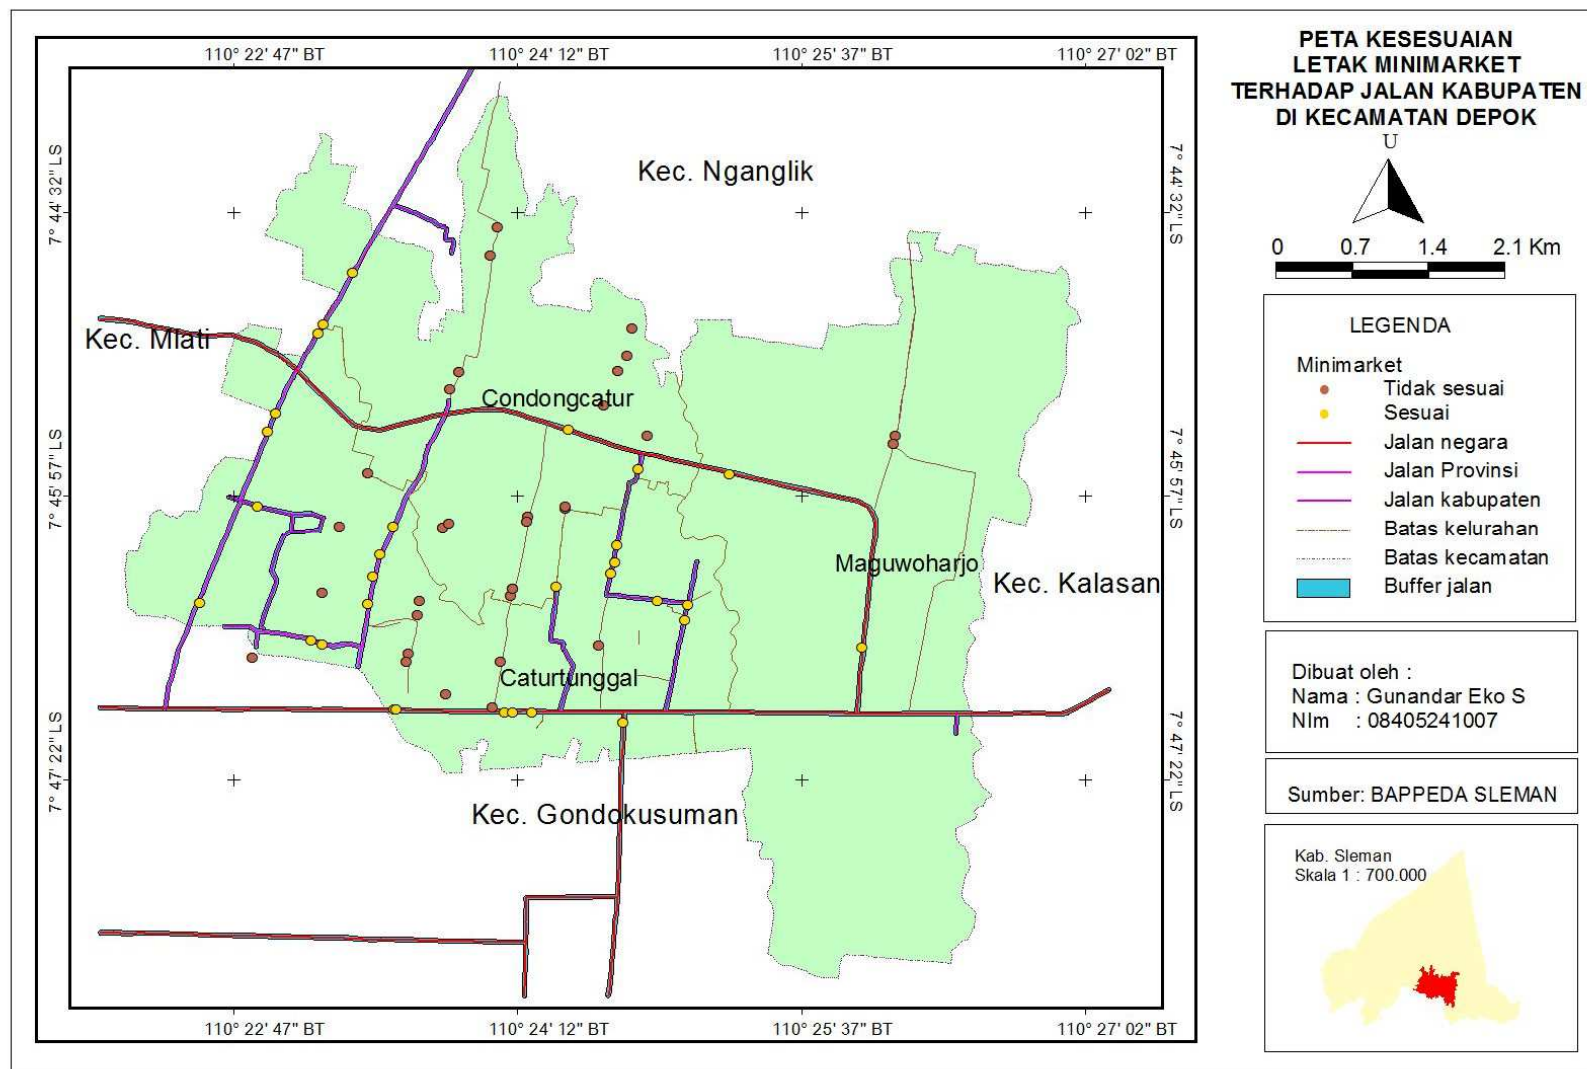 110° 22' 47" BT
110° 24' 12" BT
110° 25' 37" BT
110° 27' 02" BT
7° 44' 32" LS
7° 45' 57" LS
7° 47' 22" LS
7° 44' 32" LS
7° 45' 57" LS
7° 47' 22" LS
Kec. Nganglik
Kec. Mlati
Condongcatur
Maguwoharjo
Kec. Kalasan
Caturtunggal
Kec. Gondokusuman
110° 22' 47" BT
110° 24' 12" BT
110° 25' 37" BT
110° 27' 02" BT
PETA KESESUAIAN
LETAK MINIMARKET
TERHADAP JALAN KABUPATEN
DI KECAMATAN DEPOK
U
0 0.7 1.4 2.1 Km
LEGENDA
Minimarket
Tidak sesuai
Sesuai
Jalan negara
Jalan Provinsi
Jalan kabupaten
Batas kelurahan
Batas kecamatan
Buffer jalan
Dibuat oleh :
Nama : Gunandar Eko S
NIm : 08405241007
Sumber: BAPPEDA SLEMAN
Kab. Sleman
Skala 1 : 700.000